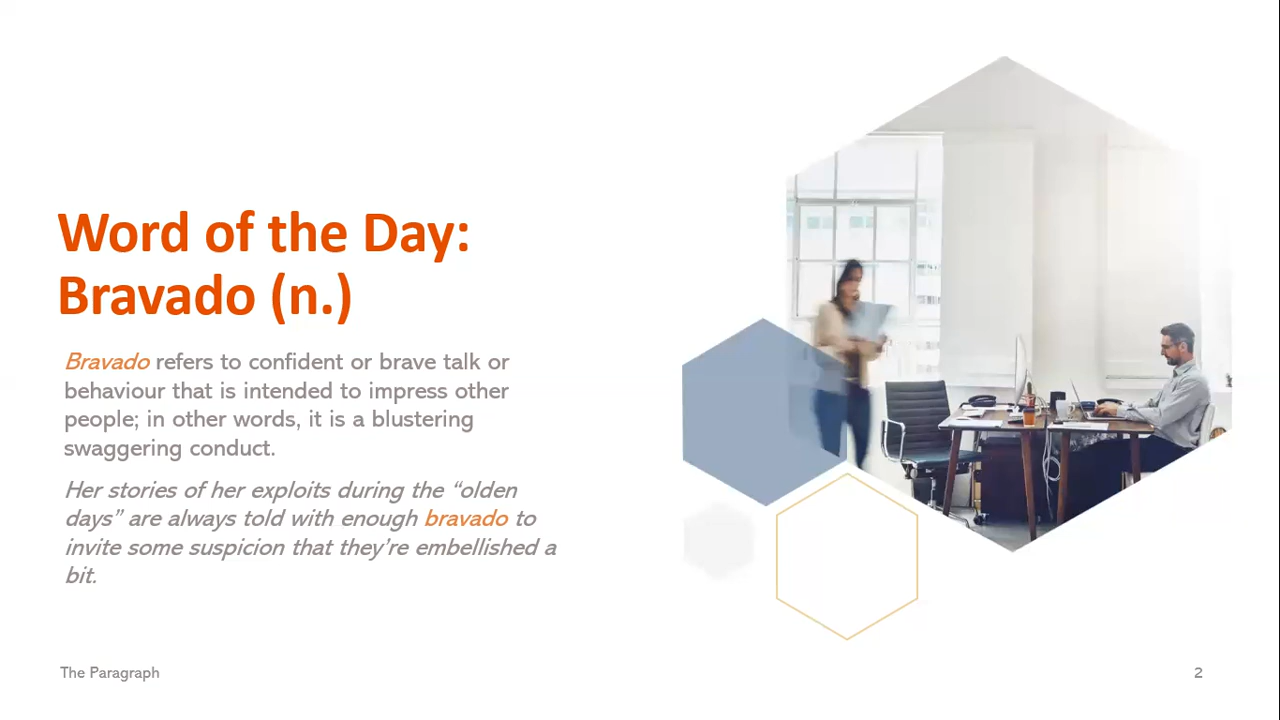 Word of the Day:
Bravado (n.)
Bravado refers to confident or brave talk or
behaviour that is intended to impress other
people; in other words, it is a blustering
swaggering conduct.
Her stories of her exploits during the “olden
days” are always told with enough bravado to
invite some suspicion that they’re embellished a
bit.
The Paragraph
2